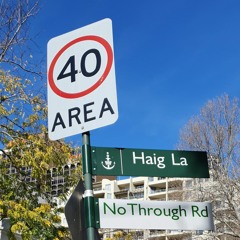 40
AREA
Haig La
No Through Rd